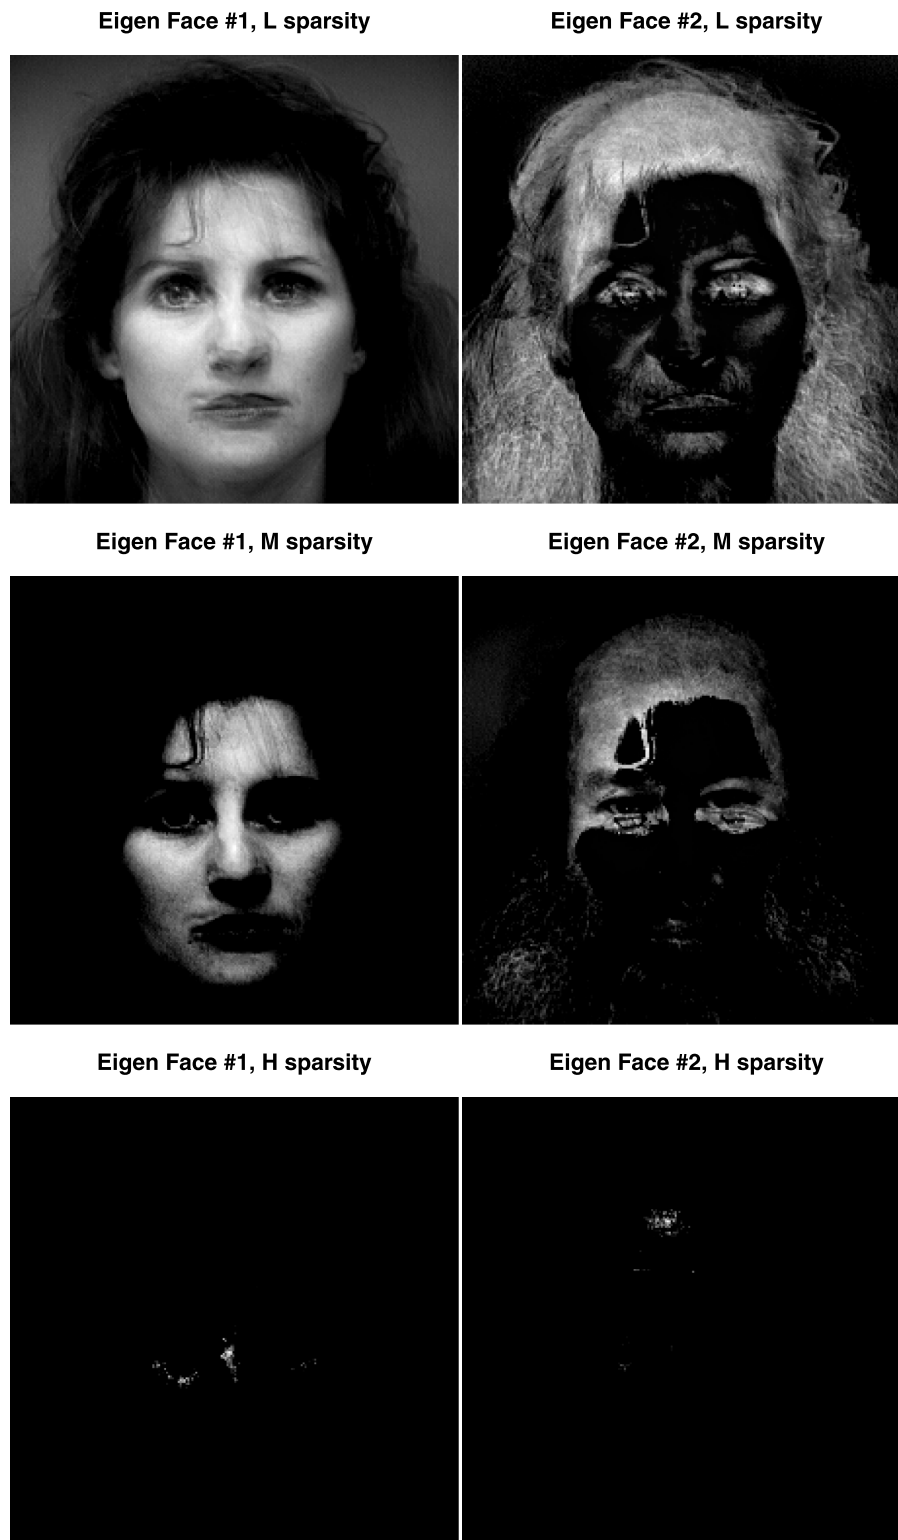 Eigen Face #1, L sparsity
Eigen Face #2, L sparsity
Eigen Face #1, M sparsity
Eigen Face #2, M sparsity
Eigen Face #1, H sparsity
Eigen Face #2, H sparsity